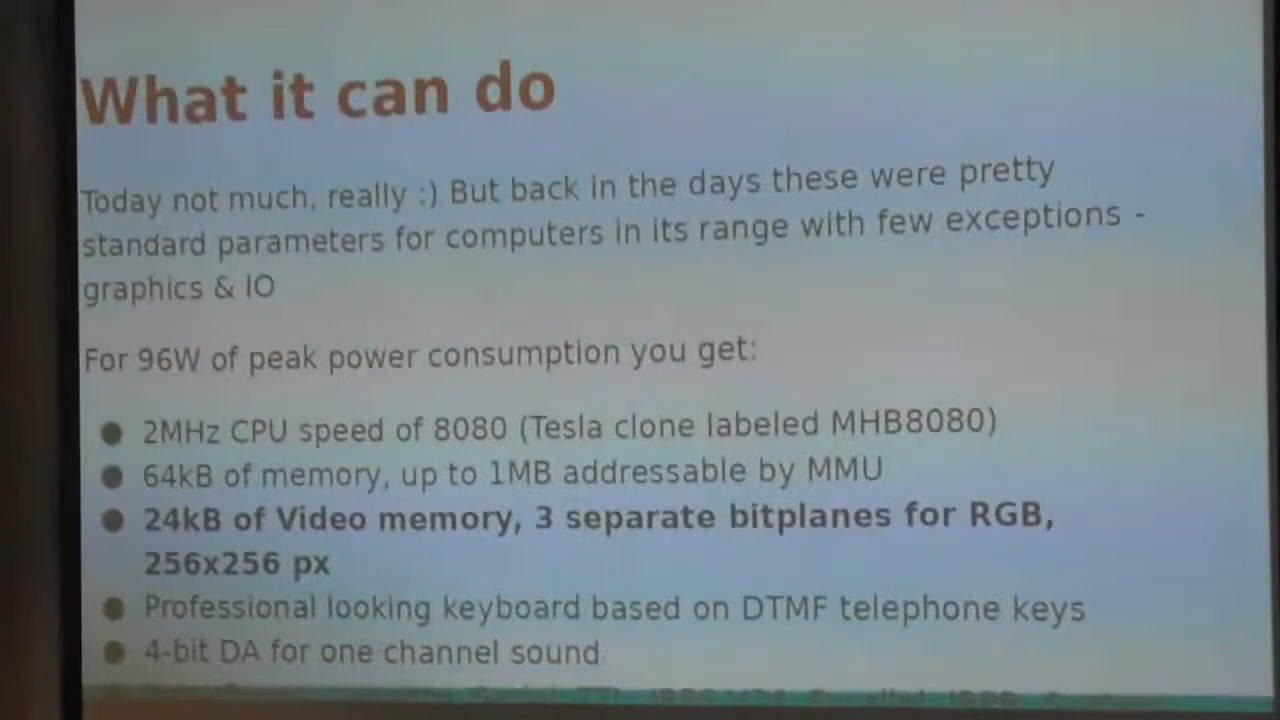 What it can do
Today not much, really :) But back in the days these were pretty
standard parameters for computers in its range with few exceptions -
graphics & IO
For 96W of peak power consumption you get:
● 2MHz CPU speed of 8080 (Tesla clone labeled MHB8080)
● 64kB of memory, up to 1MB addressable by MMU
● 24kB of Video memory, 3 separate bitplanes for RGB,
256x256 px
● Professional looking keyboard based on DTMF telephone keys
● 4-bit DA for one channel sound